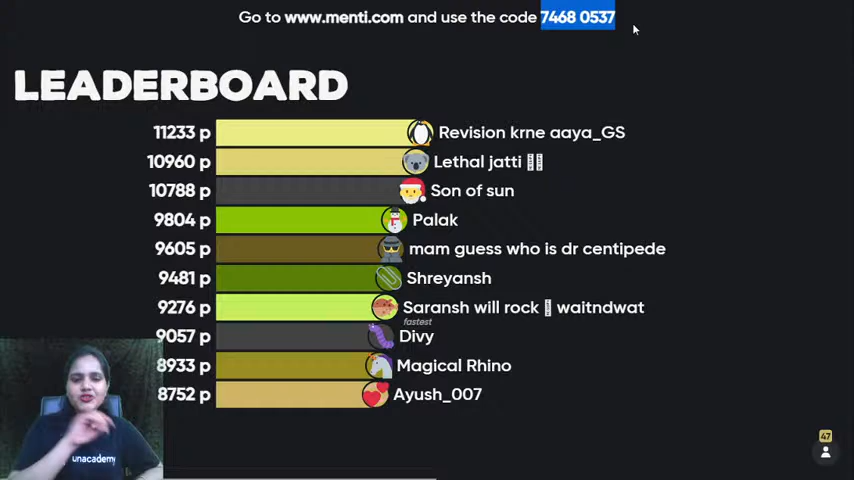 Go to www.menti.com and use the code 7468 0537
LEADERBOARD
11233 p Revision krne aaya_GS
10960 p Lethal jatti
10788 p Son of sun
9804 p Palak
9605 p mam guess who is dr centipede
9481 p Shreyansh
9276 p Saransh will rock waitndwat
fastest
9057 p Divy
8933 p Magical Rhino
8752 p Ayush_007
47
unacademy